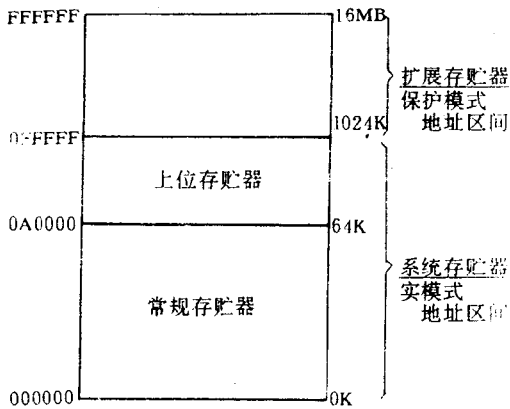 FFFFFF
16MB
扩展存贮器
保护模式
地址区间
0FFFFF
1024K
上位存贮器
0A0000
64K
系统存贮器
实模式
地址区间
常规存贮器
000000
0K